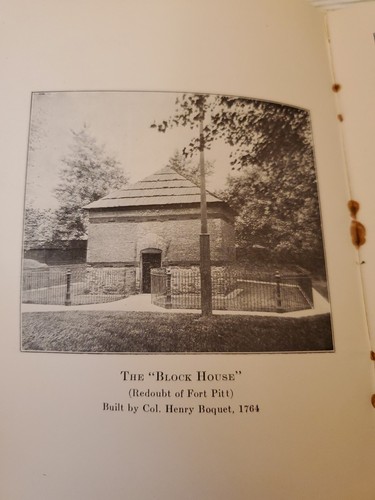 The "Block House"
(Redoubt of Fort Pitt)
Built by Col. Henry Boquet, 1764